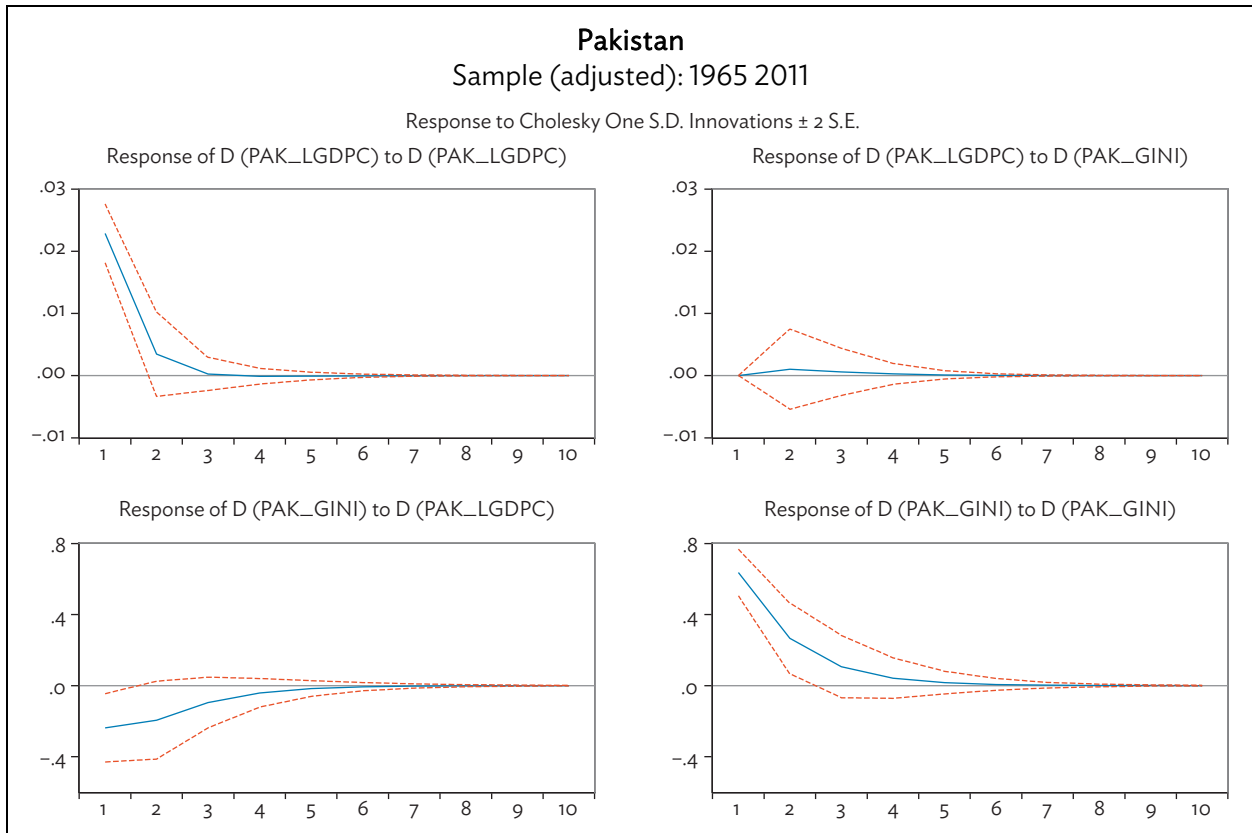 Pakistan
Sample (adjusted): 1965 2011
Response to Cholesky One S.D. Innovations ± 2 S.E.
Response of D (PAK_LGDPC) to D (PAK_LGDPC)
.03
.02
.01
.00
–.01
1 2 3 4 5 6 7 8 9 10
Response of D (PAK_LGDPC) to D (PAK_GINI)
.03
.02
.01
.00
–.01
1 2 3 4 5 6 7 8 9 10
Response of D (PAK_GINI) to D (PAK_LGDPC)
.8
.4
.0
–.4
1 2 3 4 5 6 7 8 9 10
Response of D (PAK_GINI) to D (PAK_GINI)
.8
.4
.0
–.4
1 2 3 4 5 6 7 8 9 10